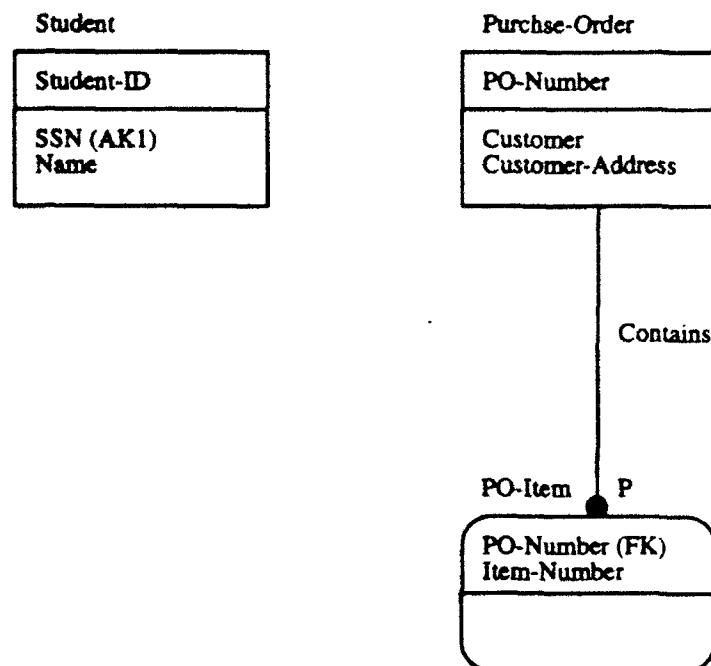 Student
Student-ID
SSN (AK1)
Name
Purchse-Order
PO-Number
Customer
Customer-Address
Contains
PO-Item P
PO-Number (FK)
Item-Number